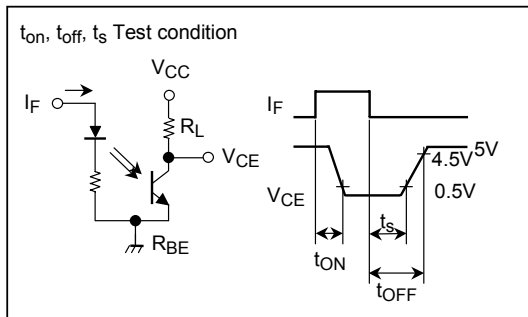 ton, toff, ts Test condition
IF
VCC
RL
VCE
RBE
IF
VCE
5V
4.5V
0.5V
ts
tON
tOFF